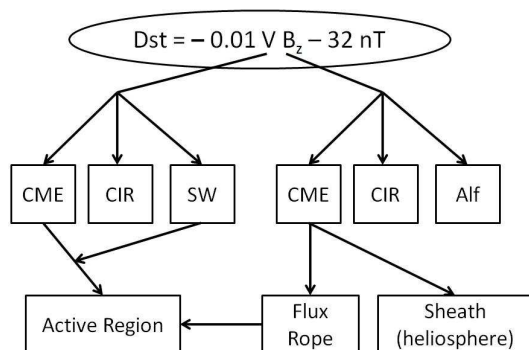 Dst = – 0.01 V Bz – 32 nT
CME
CIR
SW
CME
CIR
Alf
Active Region
Flux
Rope
Sheath
(heliosphere)